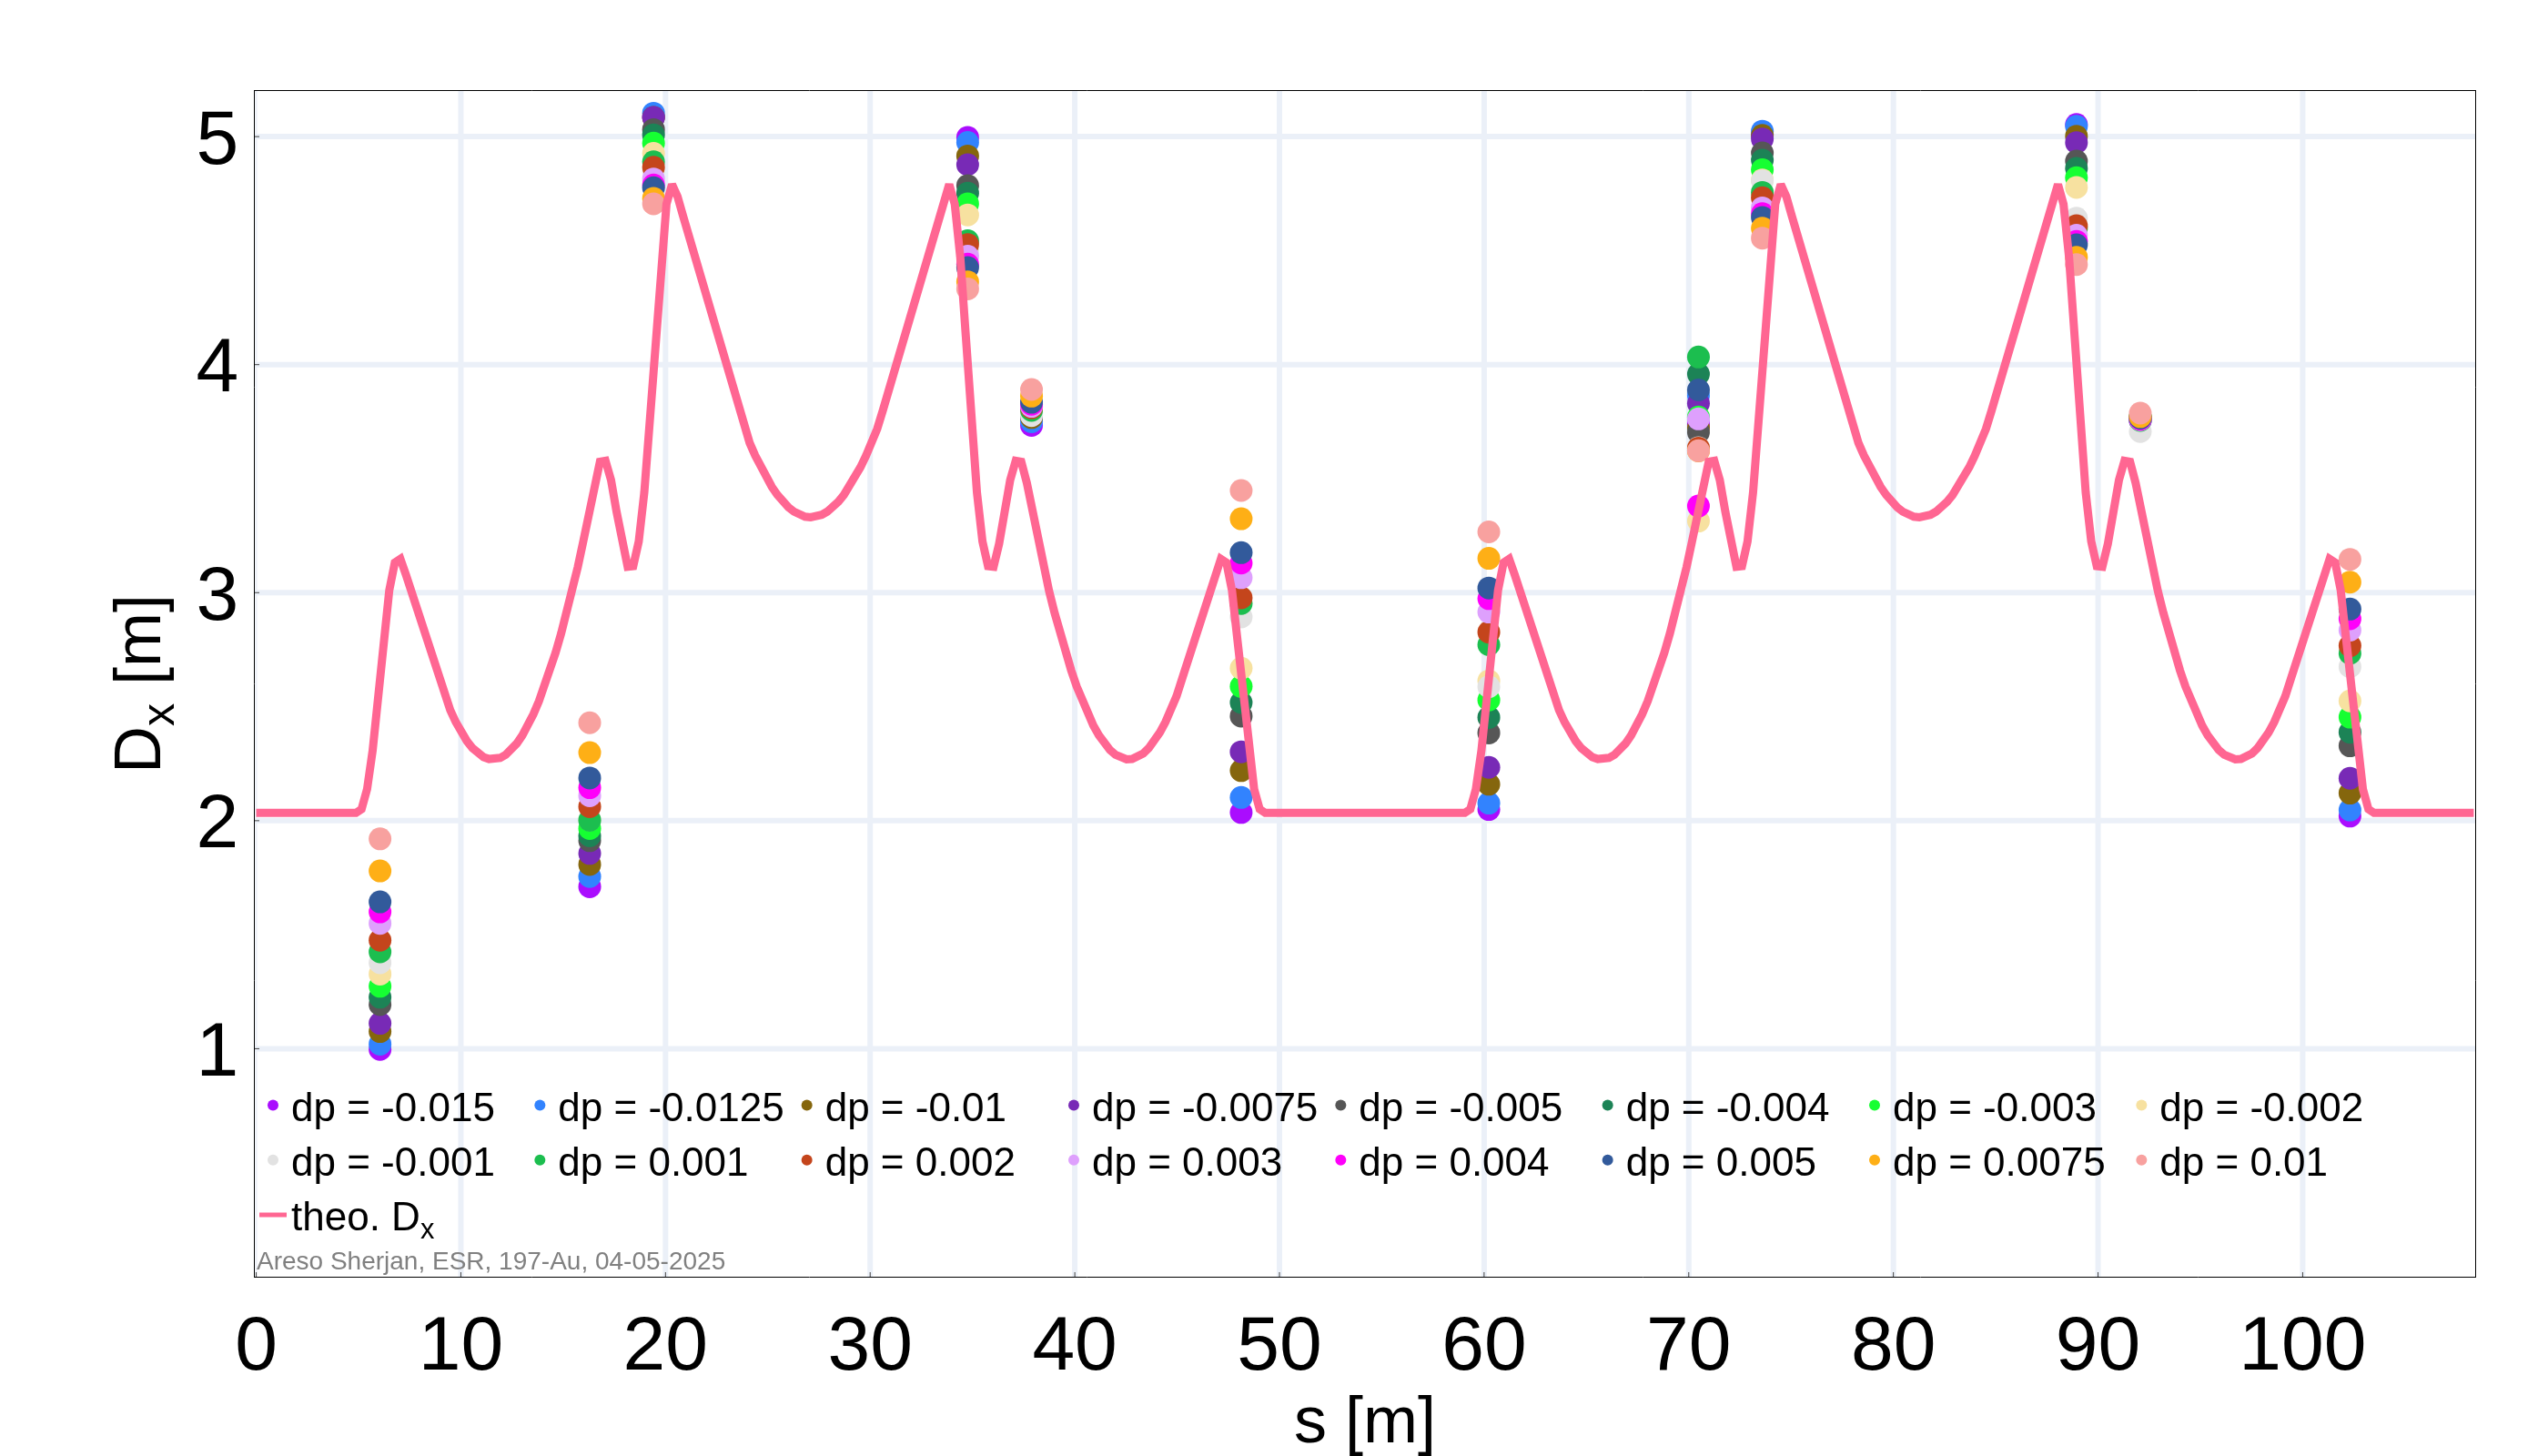 5
4
3
2
1
Dx [m]
dp = -0.015 dp = -0.0125 dp = -0.01 dp = -0.0075 dp = -0.005 dp = -0.004 dp = -0.003 dp = -0.002
dp = -0.001 dp = 0.001 dp = 0.002 dp = 0.003 dp = 0.004 dp = 0.005 dp = 0.0075 dp = 0.01
theo. Dx
Areso Sherjan, ESR, 197-Au, 04-05-2025
0 10 20 30 40 50 60 70 80 90 100
s [m]